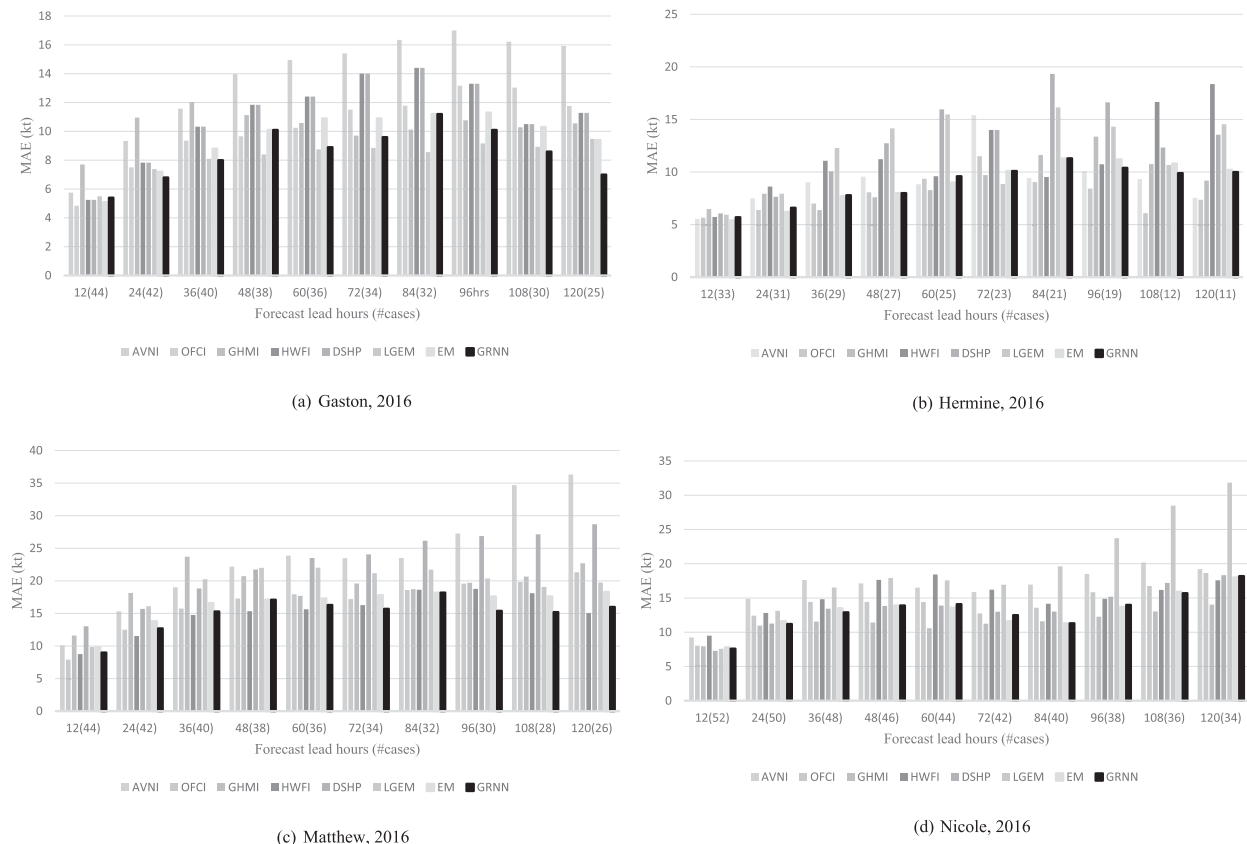 18
16
14
12
10
8
6
4
2
0
MAE (kt)
12(44) 24(42) 36(40) 48(38) 60(36) 72(34) 84(32) 96hrs 108(30) 120(25)
Forecast lead hours (#cases)
AVNI OFCI GHMI HWFI DSHP LGEM EM GRNN
(a) Gaston, 2016
25
20
15
10
5
0
MAE (kt)
12(33) 24(31) 36(29) 48(27) 60(25) 72(23) 84(21) 96(19) 108(12) 120(11)
Forecast lead hours (#cases)
AVNI OFCI GHMI HWFI DSHP LGEM EM GRNN
(b) Hermine, 2016
40
35
30
25
20
15
10
5
0
MAE (kt)
12(44) 24(42) 36(40) 48(38) 60(36) 72(34) 84(32) 96(30) 108(28) 120(26)
Forecast lead hours (#cases)
AVNI OFCI GHMI HWFI DSHP LGEM EM GRNN
(c) Matthew, 2016
35
30
25
20
15
10
5
0
MAE (kt)
12(52) 24(50) 36(48) 48(46) 60(44) 72(42) 84(40) 96(38) 108(36) 120(34)
Forecast lead hours (#cases)
AVNI OFCI GHMI HWFI DSHP LGEM EM GRNN
(d) Nicole, 2016